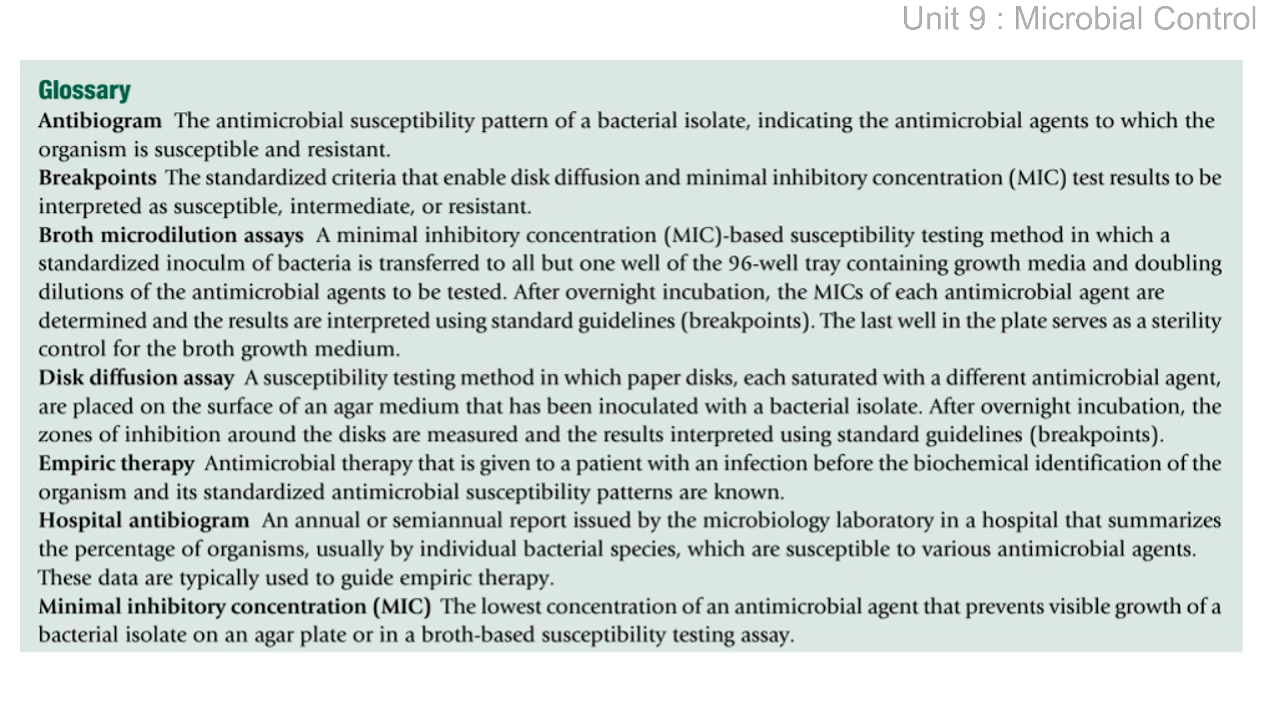 Unit 9 : Microbial Control
Glossary
Antibiogram The antimicrobial susceptibility pattern of a bacterial isolate, indicating the antimicrobial agents to which the
organism is susceptible and resistant.
Breakpoints The standardized criteria that enable disk diffusion and minimal inhibitory concentration (MIC) test results to be
interpreted as susceptible, intermediate, or resistant.
Broth microdilution assays A minimal inhibitory concentration (MIC)-based susceptibility testing method in which a
standardized inoculm of bacteria is transferred to all but one well of the 96-well tray containing growth media and doubling
dilutions of the antimicrobial agents to be tested. After overnight incubation, the MICs of each antimicrobial agent are
determined and the results are interpreted using standard guidelines (breakpoints). The last well in the plate serves as a sterility
control for the broth growth medium.
Disk diffusion assay A susceptibility testing method in which paper disks, each saturated with a different antimicrobial agent,
are placed on the surface of an agar medium that has been inoculated with a bacterial isolate. After overnight incubation, the
zones of inhibition around the disks are measured and the results interpreted using standard guidelines (breakpoints).
Empiric therapy Antimicrobial therapy that is given to a patient with an infection before the biochemical identification of the
organism and its standardized antimicrobial susceptibility patterns are known.
Hospital antibiogram An annual or semiannual report issued by the microbiology laboratory in a hospital that summarizes
the percentage of organisms, usually by individual bacterial species, which are susceptible to various antimicrobial agents.
These data are typically used to guide empiric therapy.
Minimal inhibitory concentration (MIC) The lowest concentration of an antimicrobial agent that prevents visible growth of a
bacterial isolate on an agar plate or in a broth-based susceptibility testing assay.